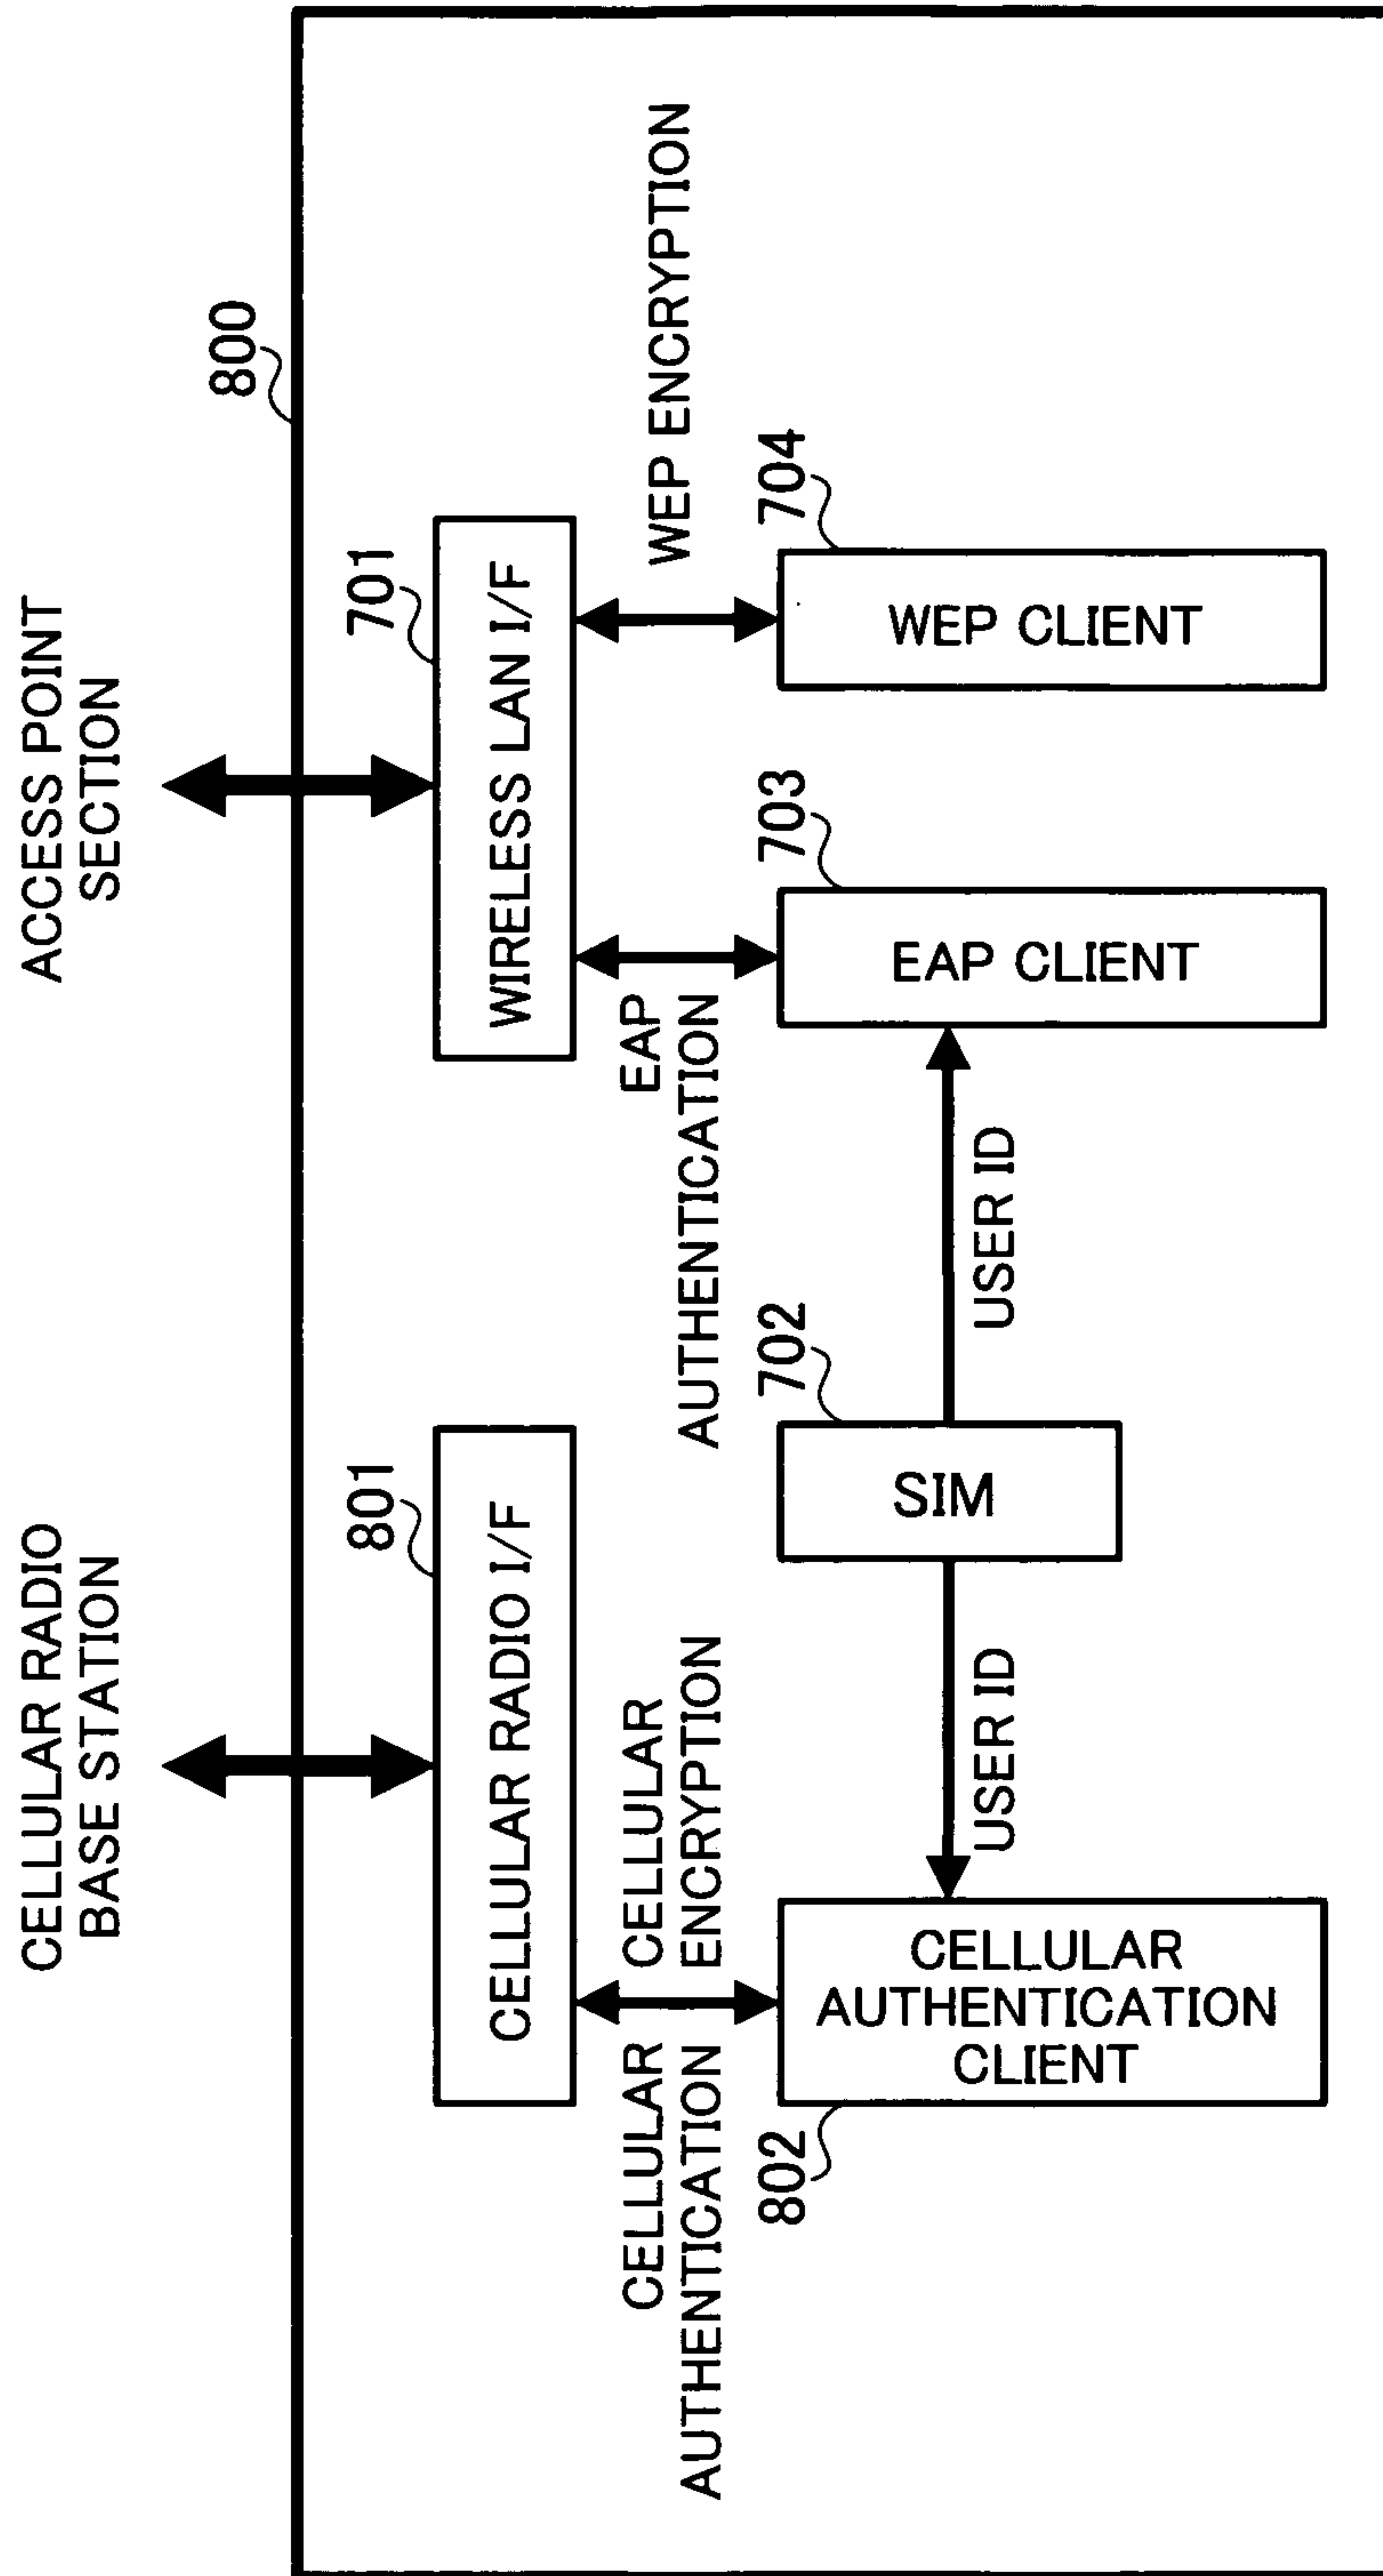 CELLULAR RADIO
BASE STATION
ACCESS POINT
SECTION
800
801
701
CELLULAR RADIO I/F
WIRELESS LAN I/F
CELLULAR
AUTHENTICATION
CELLULAR
ENCRYPTION
EAP
AUTHENTICATION
WEP ENCRYPTION
802
702
703
704
CELLULAR
AUTHENTICATION
CLIENT
SIM
EAP CLIENT
WEP CLIENT
USER ID
USER ID